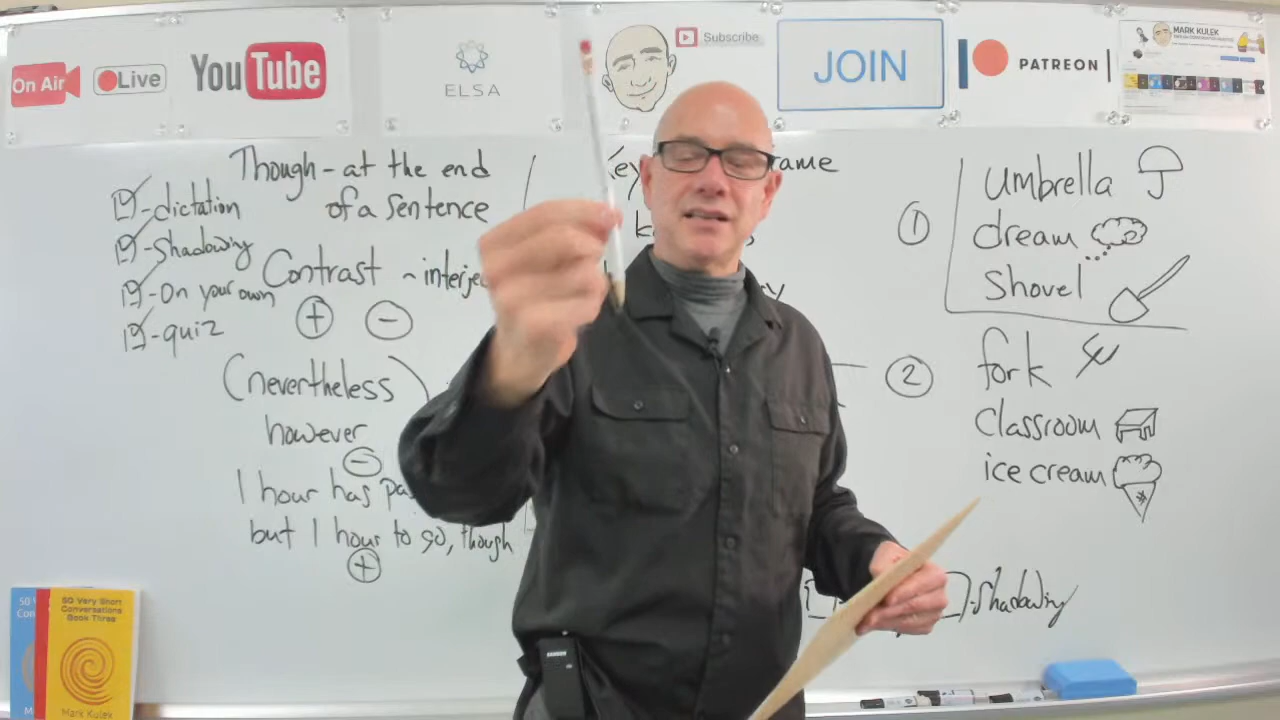 On Air
Live
YouTube
ELSA
Subscribe
JOIN
PATREON
MARK KULEK
Though - at the end
of a sentence
-dictation
-shadowing
-on your own
-quiz
Contrast ~
+ -
(nevertheless)
however
-
1 hour has
but 1 hour to go, though
+
1
umbrella
dream
shovel
2
fork
classroom
ice cream
-shadowing
50 Very Short
Conversations
Book Three
Mark Kulek
SAMSON